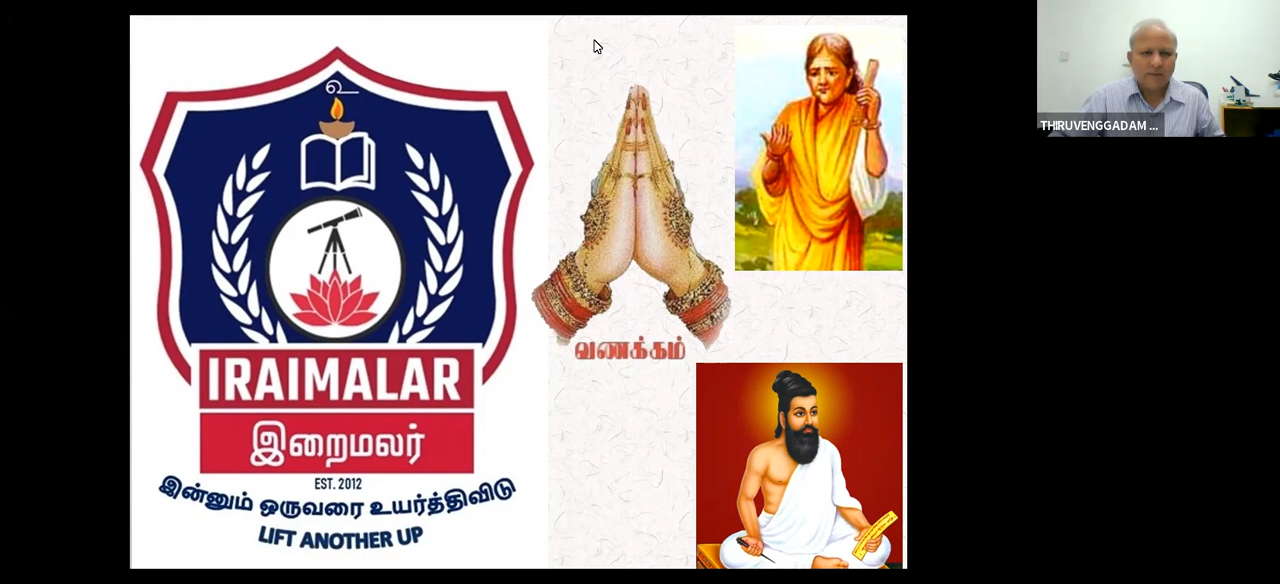 உ
IRAIMALAR
இறைமலர்
EST. 2012
இன்னும் ஒருவரை உயர்த்திவிடு
LIFT ANOTHER UP
வணக்கம்
THIRUVENGGADAM ...